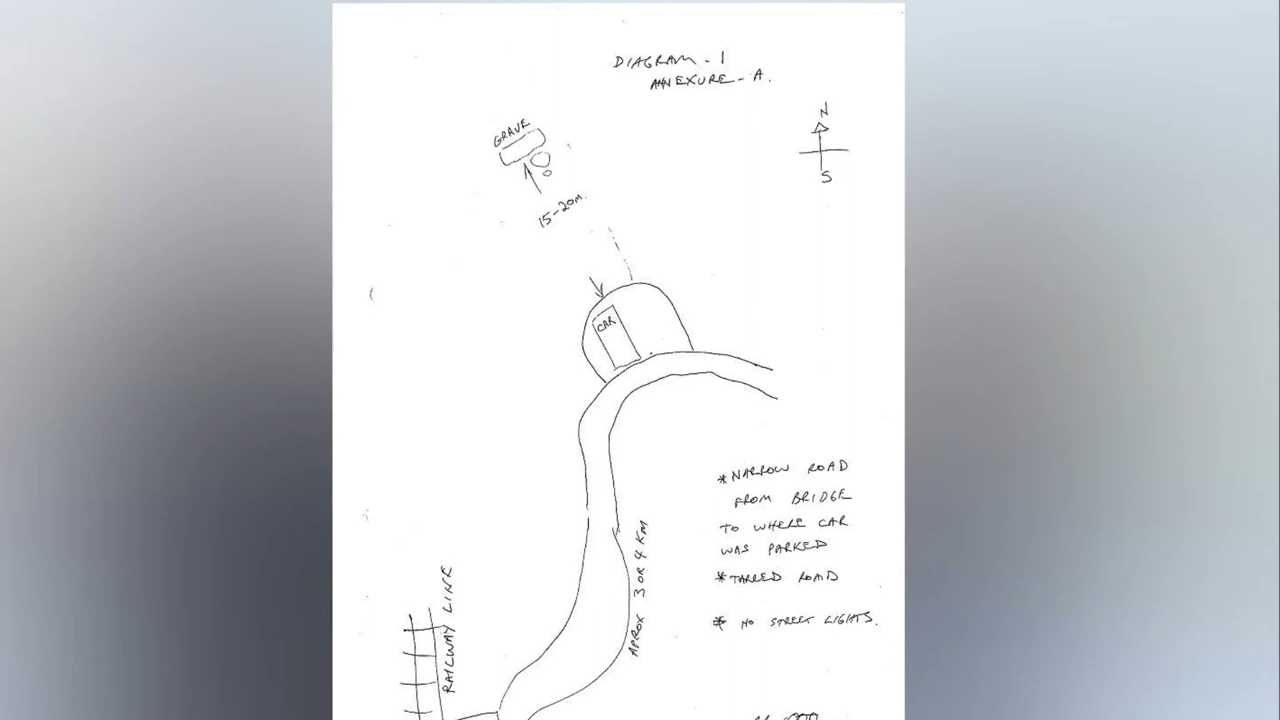 DIAGRAM - 1
ANNEXURE - A.
N
S
GRAVE
15-20M.
CAR
* NARROW ROAD
FROM BRIDGE
TO WHERE CAR
WAS PARKED
* TARRED ROAD
* NO STREET LIGHTS.
APROX 3 OR 4 KM
RAILWAY LINE